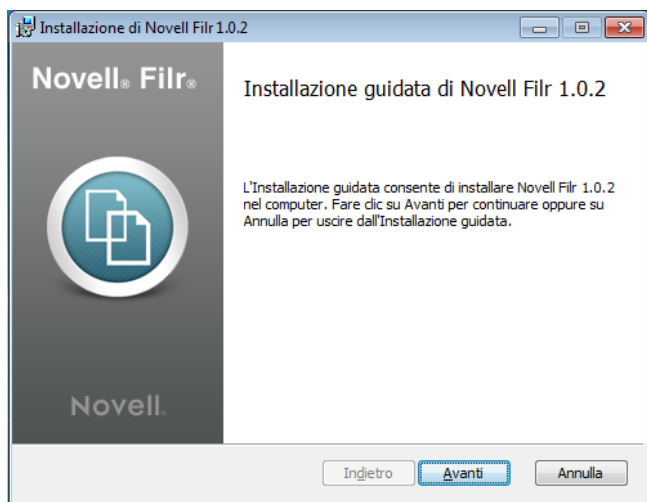 Installazione di Novell Filr 1.0.2
Novell® Filr®
Installazione guidata di Novell Filr 1.0.2
L'Installazione guidata consente di installare Novell Filr 1.0.2
nel computer. Fare clic su Avanti per continuare oppure su
Annulla per uscire dall'Installazione guidata.
Novell®
Indietro
Avanti
Annulla